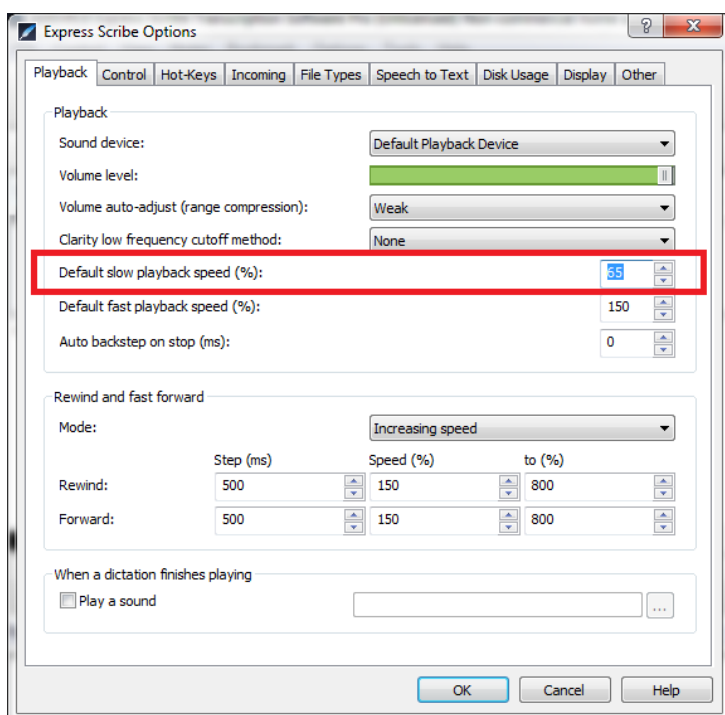 Express Scribe Options
Playback Control Hot-Keys Incoming File Types Speech to Text Disk Usage Display Other
Playback
Sound device: Default Playback Device
Volume level:
Volume auto-adjust (range compression): Weak
Clarity low frequency cutoff method: None
Default slow playback speed (%): 65
Default fast playback speed (%): 150
Auto backstep on stop (ms): 0
Rewind and fast forward
Mode: Increasing speed
Step (ms) Speed (%) to (%)
Rewind: 500 150 800
Forward: 500 150 800
When a dictation finishes playing
Play a sound ...
OK Cancel Help